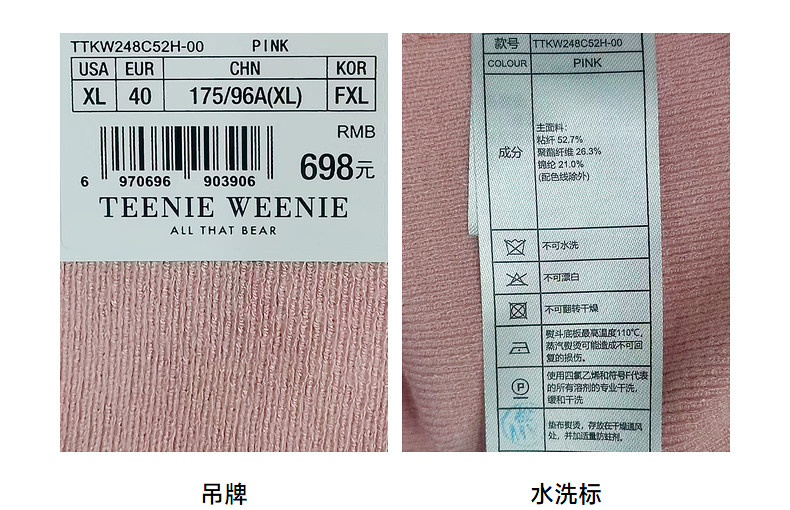 TTKW248C52H-00 PINK
USA EUR CHN KOR
XL 40 175/96A(XL) FXL
RMB
698元
6 970696 903906
TEENIE WEENIE
ALL THAT BEAR
款号 TTKW248C52H-00
COLOUR PINK
成分
主面料:
粘纤 52.7%
聚酯纤维 26.3%
锦纶 21.0%
(配色线除外)
不可水洗
不可漂白
不可翻转干燥
熨斗底板最高温度110℃,
蒸汽熨烫可能造成不可回
复的损伤。
P
使用四氯乙烯和符号F代表
的所有溶剂的专业干洗,
缓和干洗
垫布熨烫，存放在干燥通风
处，并加适量防蛀剂。
吊牌
水洗标